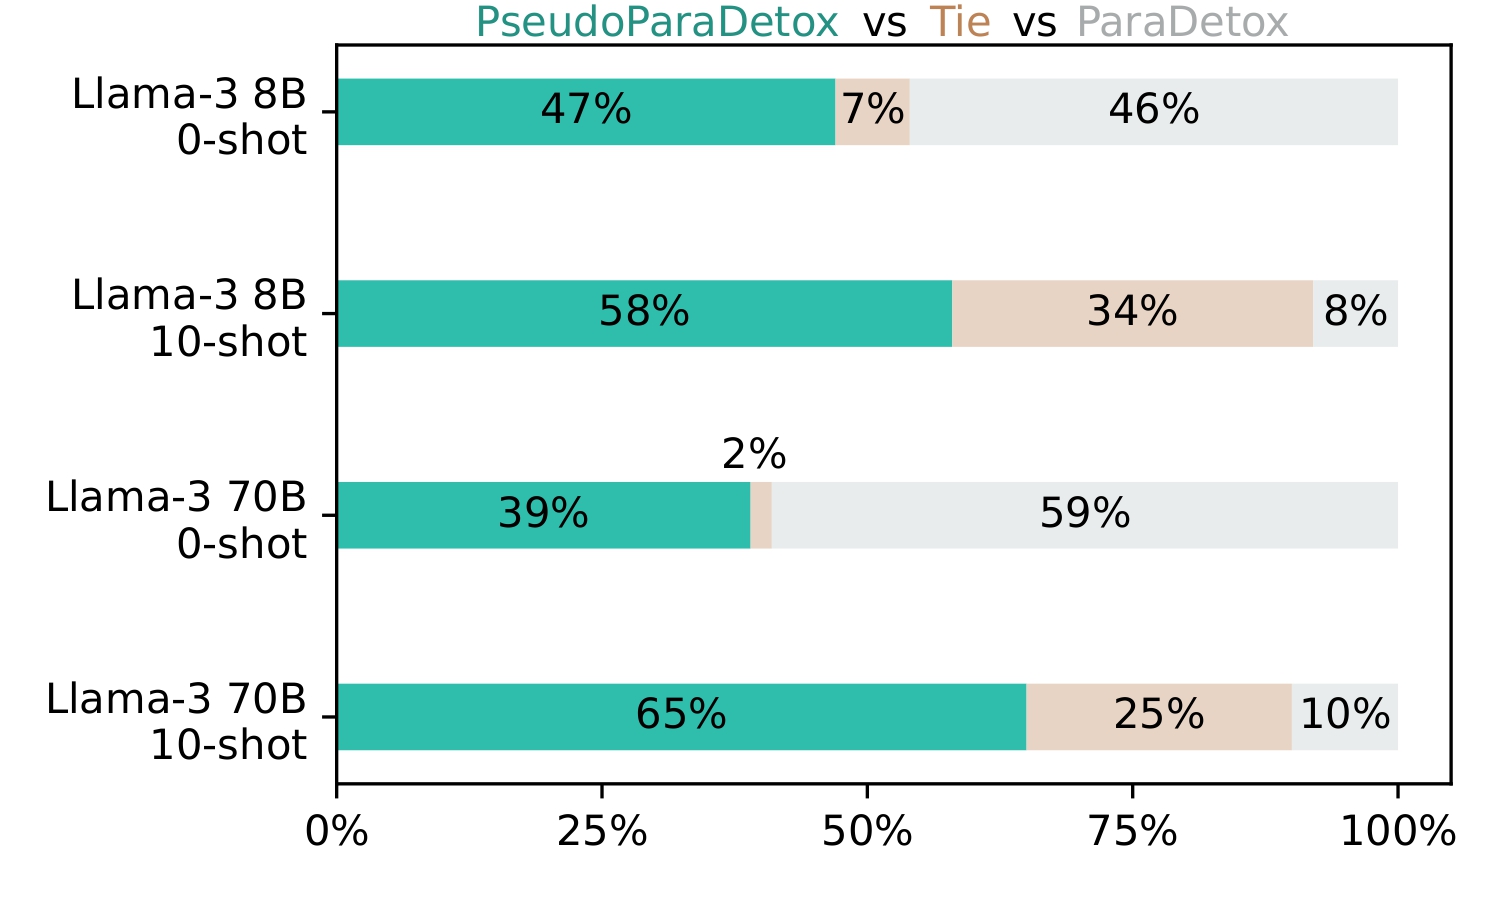 PseudoParaDetox vs Tie vs ParaDetox
Llama-3 8B
0-shot
47%
7%
46%
Llama-3 8B
10-shot
58%
34%
8%
2%
Llama-3 70B
0-shot
39%
59%
Llama-3 70B
10-shot
65%
25%
10%
0%
25%
50%
75%
100%